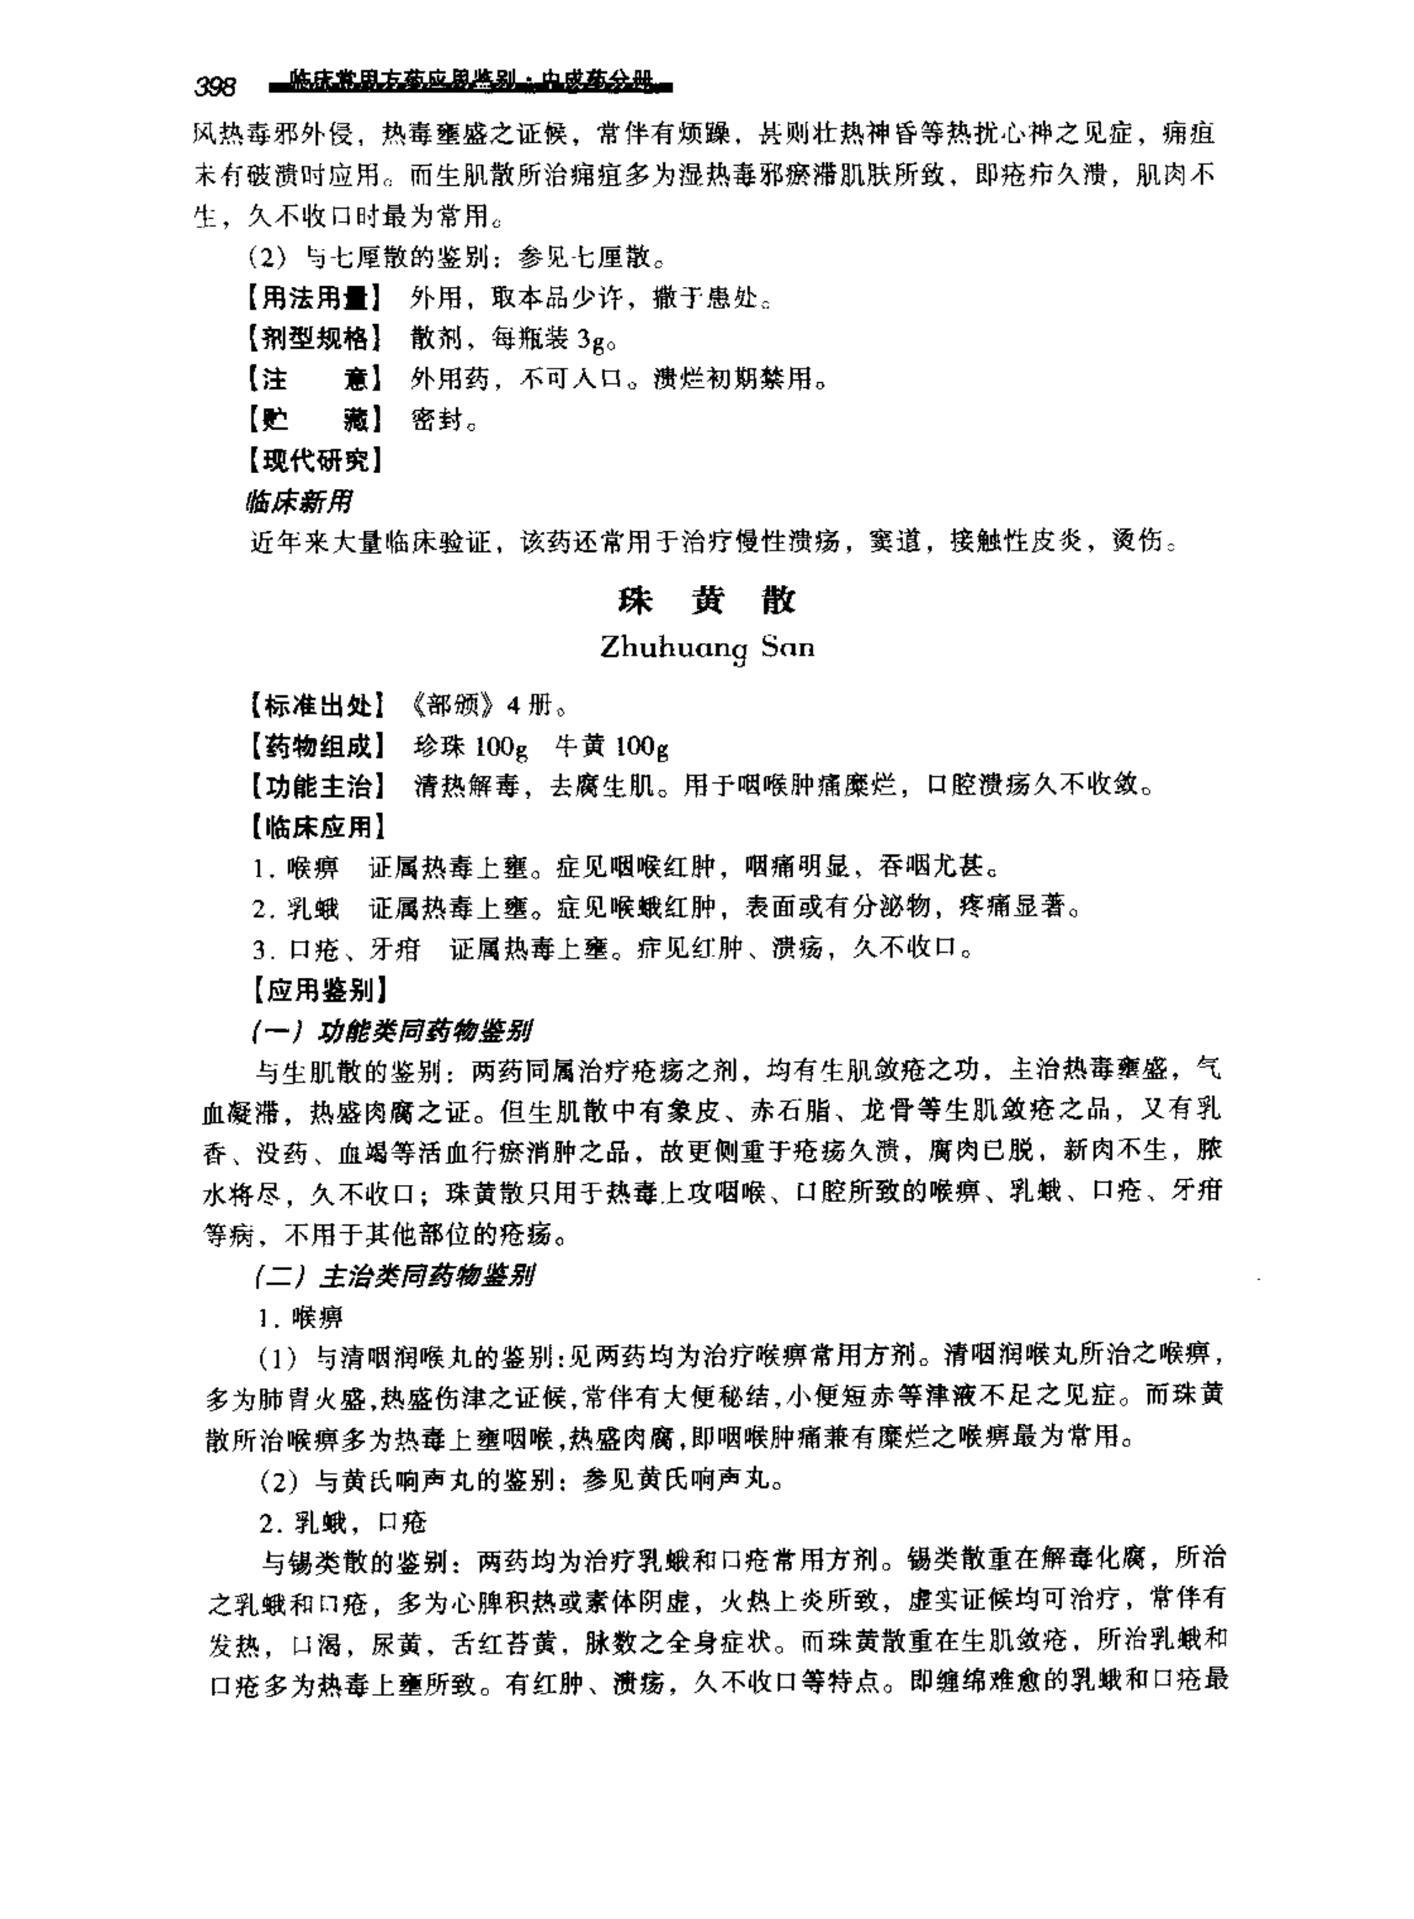 398 临床常用方药应用鉴别：中成药分册
风热毒邪外侵，热毒壅盛之证候，常伴有烦躁，甚则壮热神昏等热扰心神之见症，痈疽
未有破溃时应用。而生肌散所治痈疽多为湿热毒邪瘀滞肌肤所致，即疮疖久溃，肌肉不
生，久不收口时最为常用。
（2）与七厘散的鉴别：参见七厘散。
【用法用量】 外用，取本品少许，撒于患处。
【剂型规格】 散剂，每瓶装 3g。
【注　　意】 外用药，不可入口。溃烂初期禁用。
【贮　　藏】 密封。
【现代研究】
临床新用
近年来大量临床验证，该药还常用于治疗慢性溃疡，窦道，接触性皮炎，烫伤。
珠 黄 散
Zhuhuang San
【标准出处】 《部颁》4 册。
【药物组成】 珍珠 100g　牛黄 100g
【功能主治】 清热解毒，去腐生肌。用于咽喉肿痛糜烂，口腔溃疡久不收敛。
【临床应用】
1. 喉痹　证属热毒上壅。症见咽喉红肿，咽痛明显，吞咽尤甚。
2. 乳蛾　证属热毒上壅。症见喉蛾红肿，表面或有分泌物，疼痛显著。
3. 口疮、牙疳　证属热毒上壅。症见红肿、溃疡，久不收口。
【应用鉴别】
（一）功能类同药物鉴别
与生肌散的鉴别：两药同属治疗疮疡之剂，均有生肌敛疮之功，主治热毒壅盛，气
血凝滞，热盛肉腐之证。但生肌散中有象皮、赤石脂、龙骨等生肌敛疮之品，又有乳
香、没药、血竭等活血行瘀消肿之品，故更侧重于疮疡久溃，腐肉已脱，新肉不生，脓
水将尽，久不收口；珠黄散只用于热毒上攻咽喉、口腔所致的喉痹、乳蛾、口疮、牙疳
等病，不用于其他部位的疮疡。
（二）主治类同药物鉴别
1. 喉痹
（1）与清咽润喉丸的鉴别：见两药均为治疗喉痹常用方剂。清咽润喉丸所治之喉痹，
多为肺胃火盛，热盛伤津之证候，常伴有大便秘结，小便短赤等津液不足之见症。而珠黄
散所治喉痹多为热毒上壅咽喉，热盛肉腐，即咽喉肿痛兼有糜烂之喉痹最为常用。
（2）与黄氏响声丸的鉴别：参见黄氏响声丸。
2. 乳蛾，口疮
与锡类散的鉴别：两药均为治疗乳蛾和口疮常用方剂。锡类散重在解毒化腐，所治
之乳蛾和口疮，多为心脾积热或素体阴虚，火热上炎所致，虚实证候均可治疗，常伴有
发热，口渴，尿黄，舌红苔黄，脉数之全身症状。而珠黄散重在生肌敛疮，所治乳蛾和
口疮多为热毒上壅所致。有红肿、溃疡，久不收口等特点。即缠绵难愈的乳蛾和口疮最